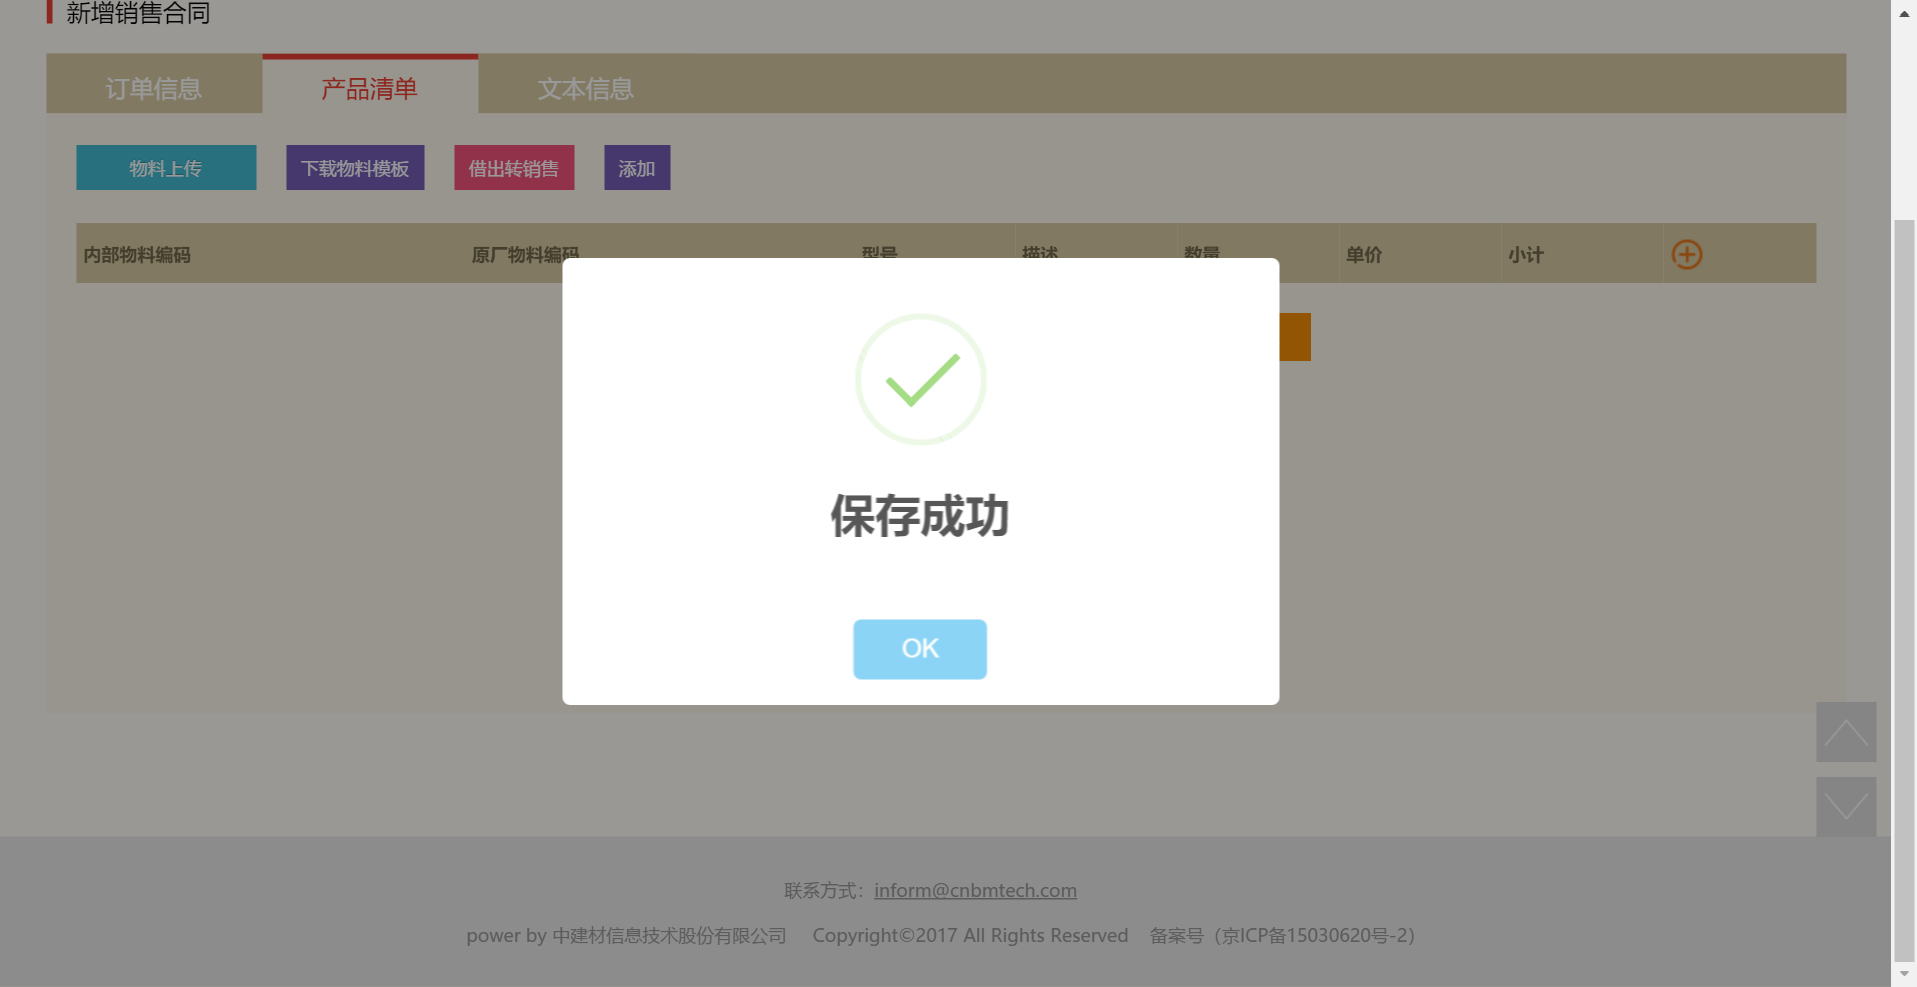 新增销售合同
订单信息 产品清单 文本信息
物料上传 下载物料模板 借出转销售 添加
内部物料编码 原厂物料编码 型号 描述 数量 单价 小计
保存成功
OK
联系方式：inform@cnbmtech.com
power by 中建材信息技术股份有限公司 Copyright©2017 All Rights Reserved 备案号（京ICP备15030620号-2）